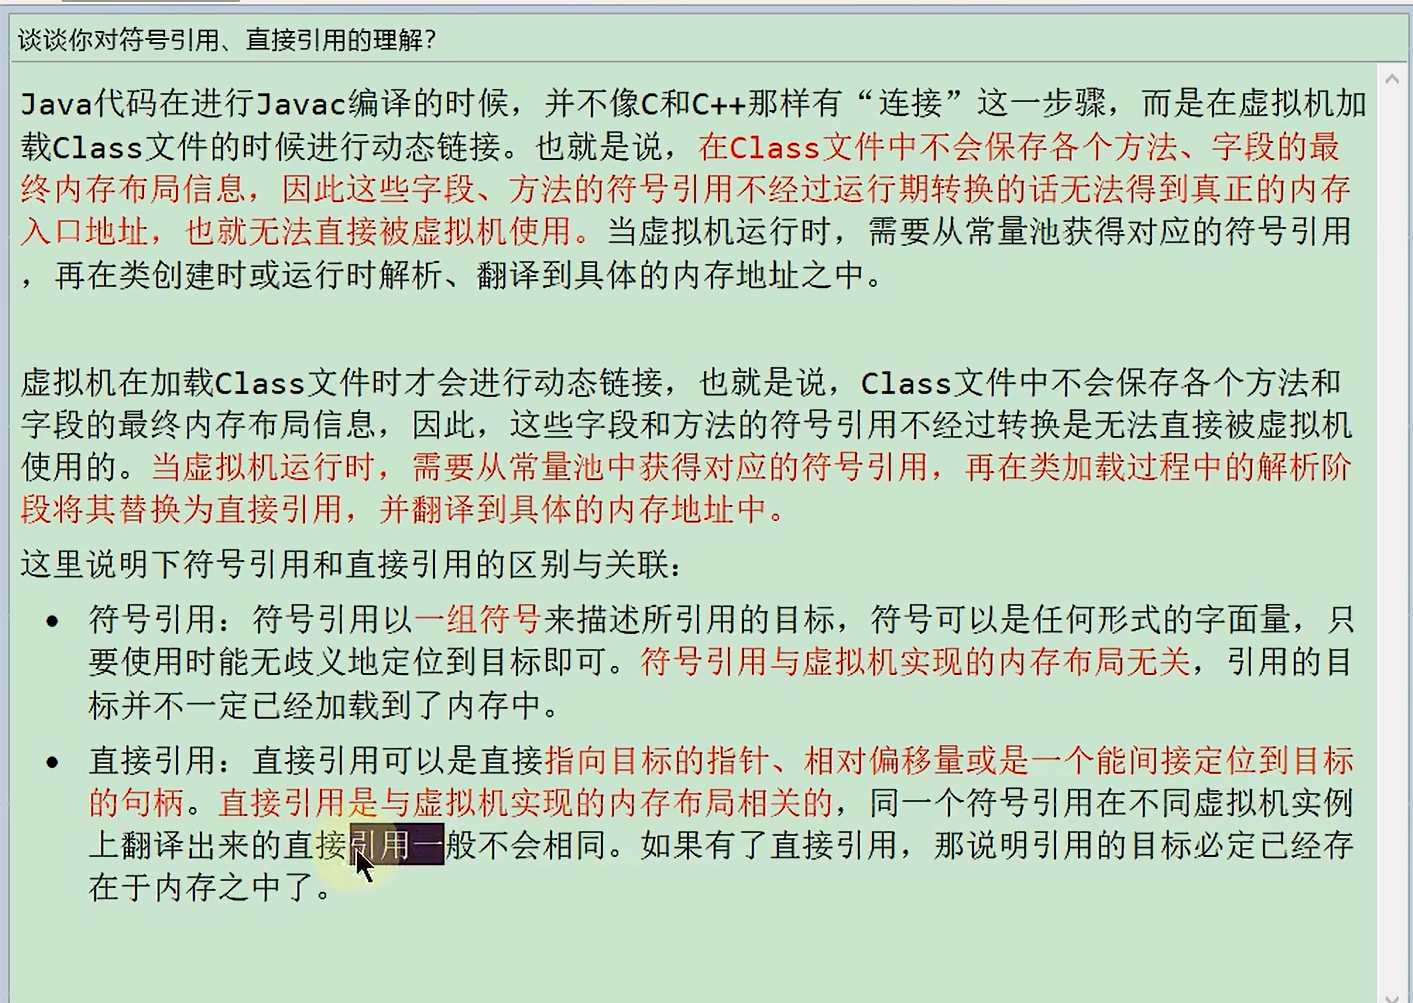 谈谈你对符号引用、直接引用的理解?
Java代码在进行Javac编译的时候，并不像C和C++那样有“连接”这一步骤，而是在虚拟机加
载Class文件的时候进行动态链接。也就是说，在Class文件中不会保存各个方法、字段的最
终内存布局信息，因此这些字段、方法的符号引用不经过运行期转换的话无法得到真正的内存
入口地址，也就无法直接被虚拟机使用。当虚拟机运行时，需要从常量池获得对应的符号引用
，再在类创建时或运行时解析、翻译到具体的内存地址之中。
虚拟机在加载Class文件时才会进行动态链接，也就是说，Class文件中不会保存各个方法和
字段的最终内存布局信息，因此，这些字段和方法的符号引用不经过转换是无法直接被虚拟机
使用的。当虚拟机运行时，需要从常量池中获得对应的符号引用，再在类加载过程中的解析阶
段将其替换为直接引用，并翻译到具体的内存地址中。
这里说明下符号引用和直接引用的区别与关联：
• 符号引用：符号引用以一组符号来描述所引用的目标，符号可以是任何形式的字面量，只
要使用时能无歧义地定位到目标即可。符号引用与虚拟机实现的内存布局无关，引用的目
标并不一定已经加载到了内存中。
• 直接引用：直接引用可以是直接指向目标的指针、相对偏移量或是一个能间接定位到目标
的句柄。直接引用是与虚拟机实现的内存布局相关的，同一个符号引用在不同虚拟机实例
上翻译出来的直接引用一般不会相同。如果有了直接引用，那说明引用的目标必定已经存
在于内存之中了。